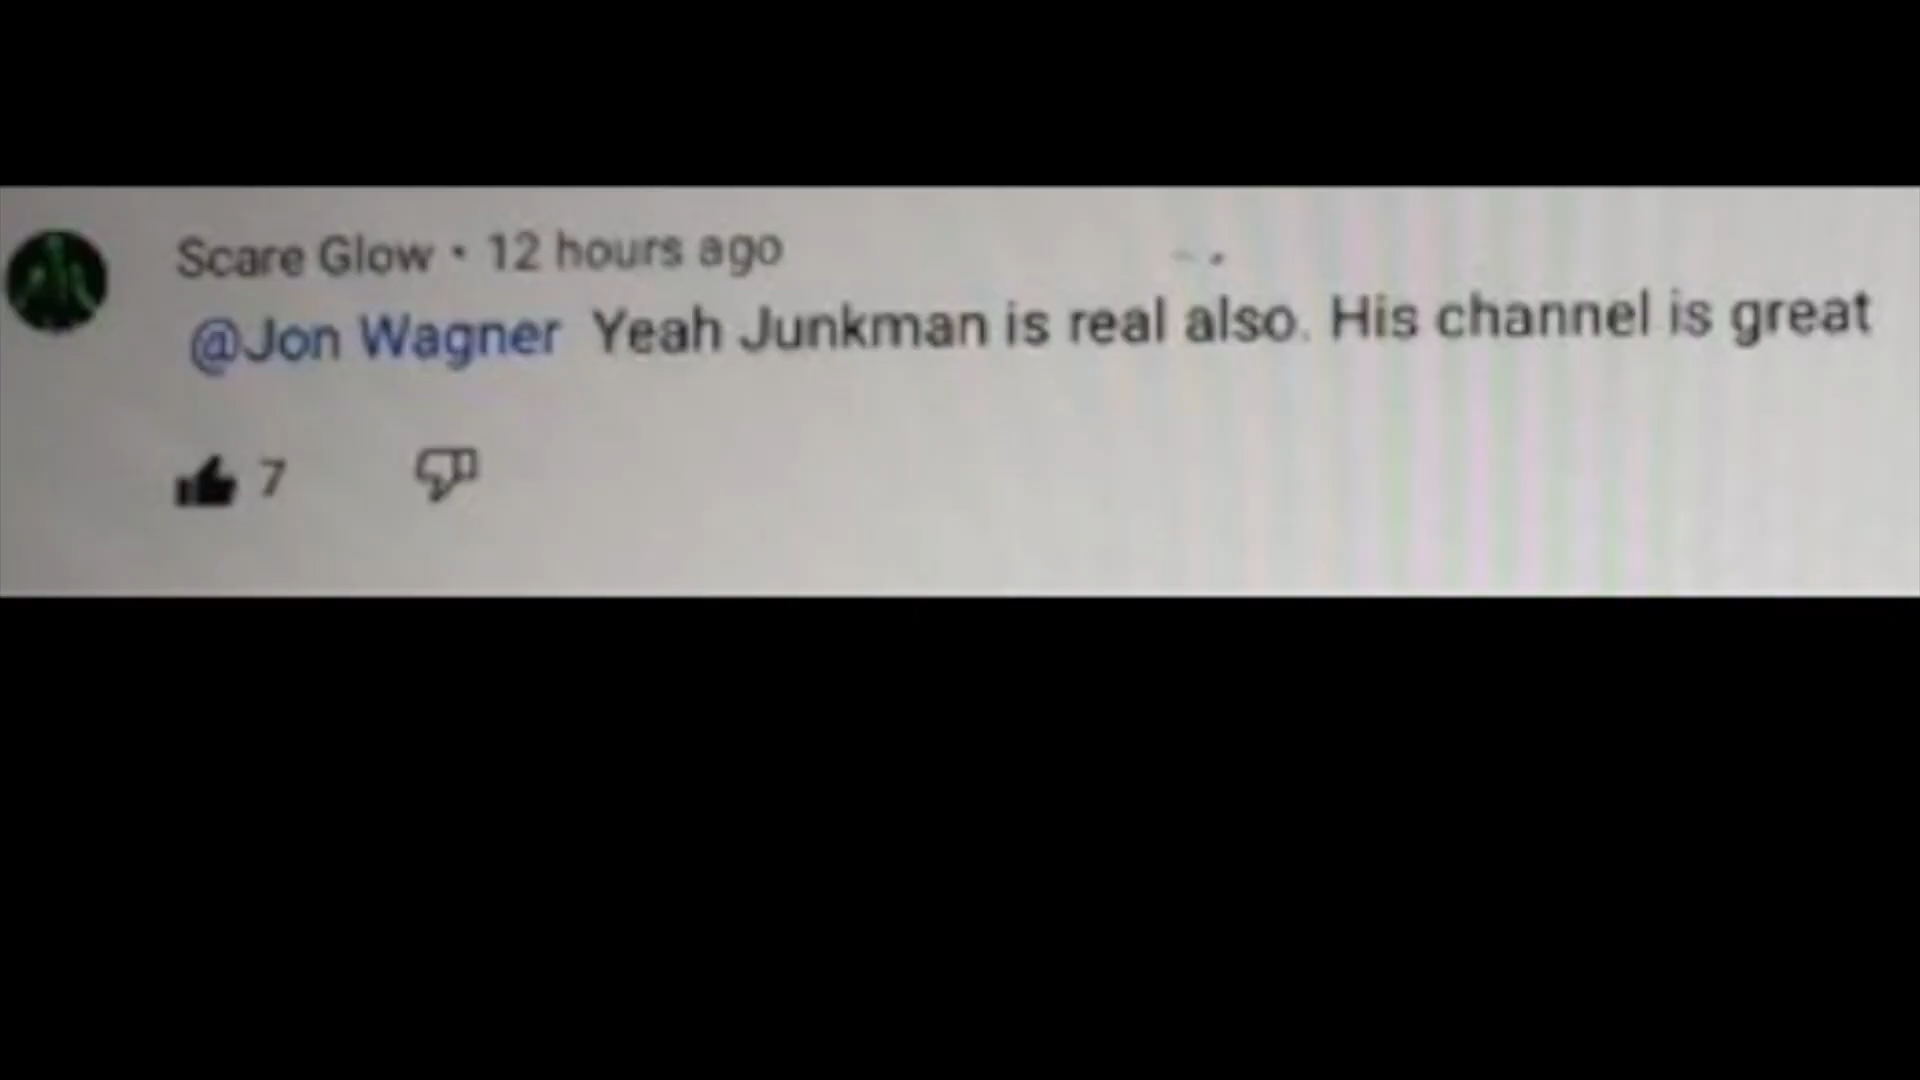 Scare Glow • 12 hours ago
@Jon Wagner Yeah Junkman is real also. His channel is great
7